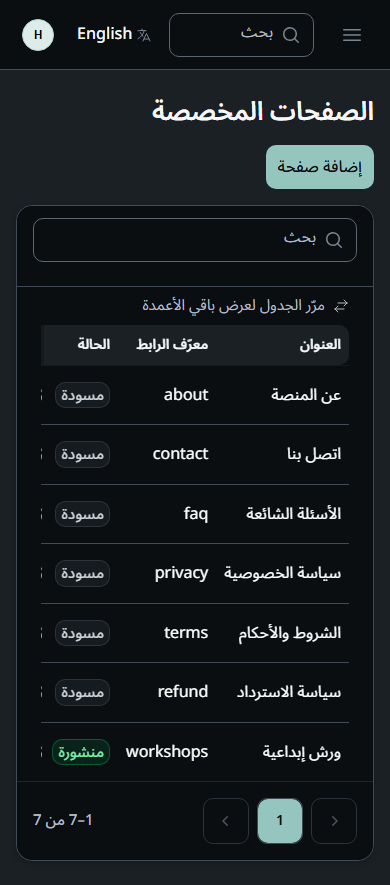 بحث
English
H
الصفحات المخصصة
إضافة صفحة
بحث
مرّر الجدول لعرض باقي الأعمدة
العنوان معرّف الرابط الحالة
عن المنصة about مسودة
اتصل بنا contact مسودة
الأسئلة الشائعة faq مسودة
سياسة الخصوصية privacy مسودة
الشروط والأحكام terms مسودة
سياسة الاسترداد refund مسودة
ورش إبداعية workshops منشورة
1
1–7 من 7